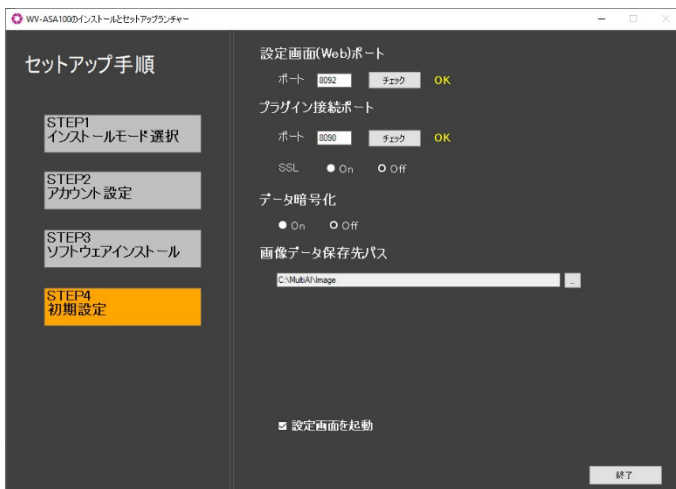 WV-ASA100のインストールとセットアップランチャー
セットアップ手順
STEP1
インストールモード選択
STEP2
アカウント設定
STEP3
ソフトウェアインストール
STEP4
初期設定
設定画面(Web)ポート
ポート 8092 チェック OK
プラグイン接続ポート
ポート 8090 チェック OK
SSL On Off
データ暗号化
On Off
画像データ保存先パス
C:\MultiAI\Image ...
設定画面を起動
終了